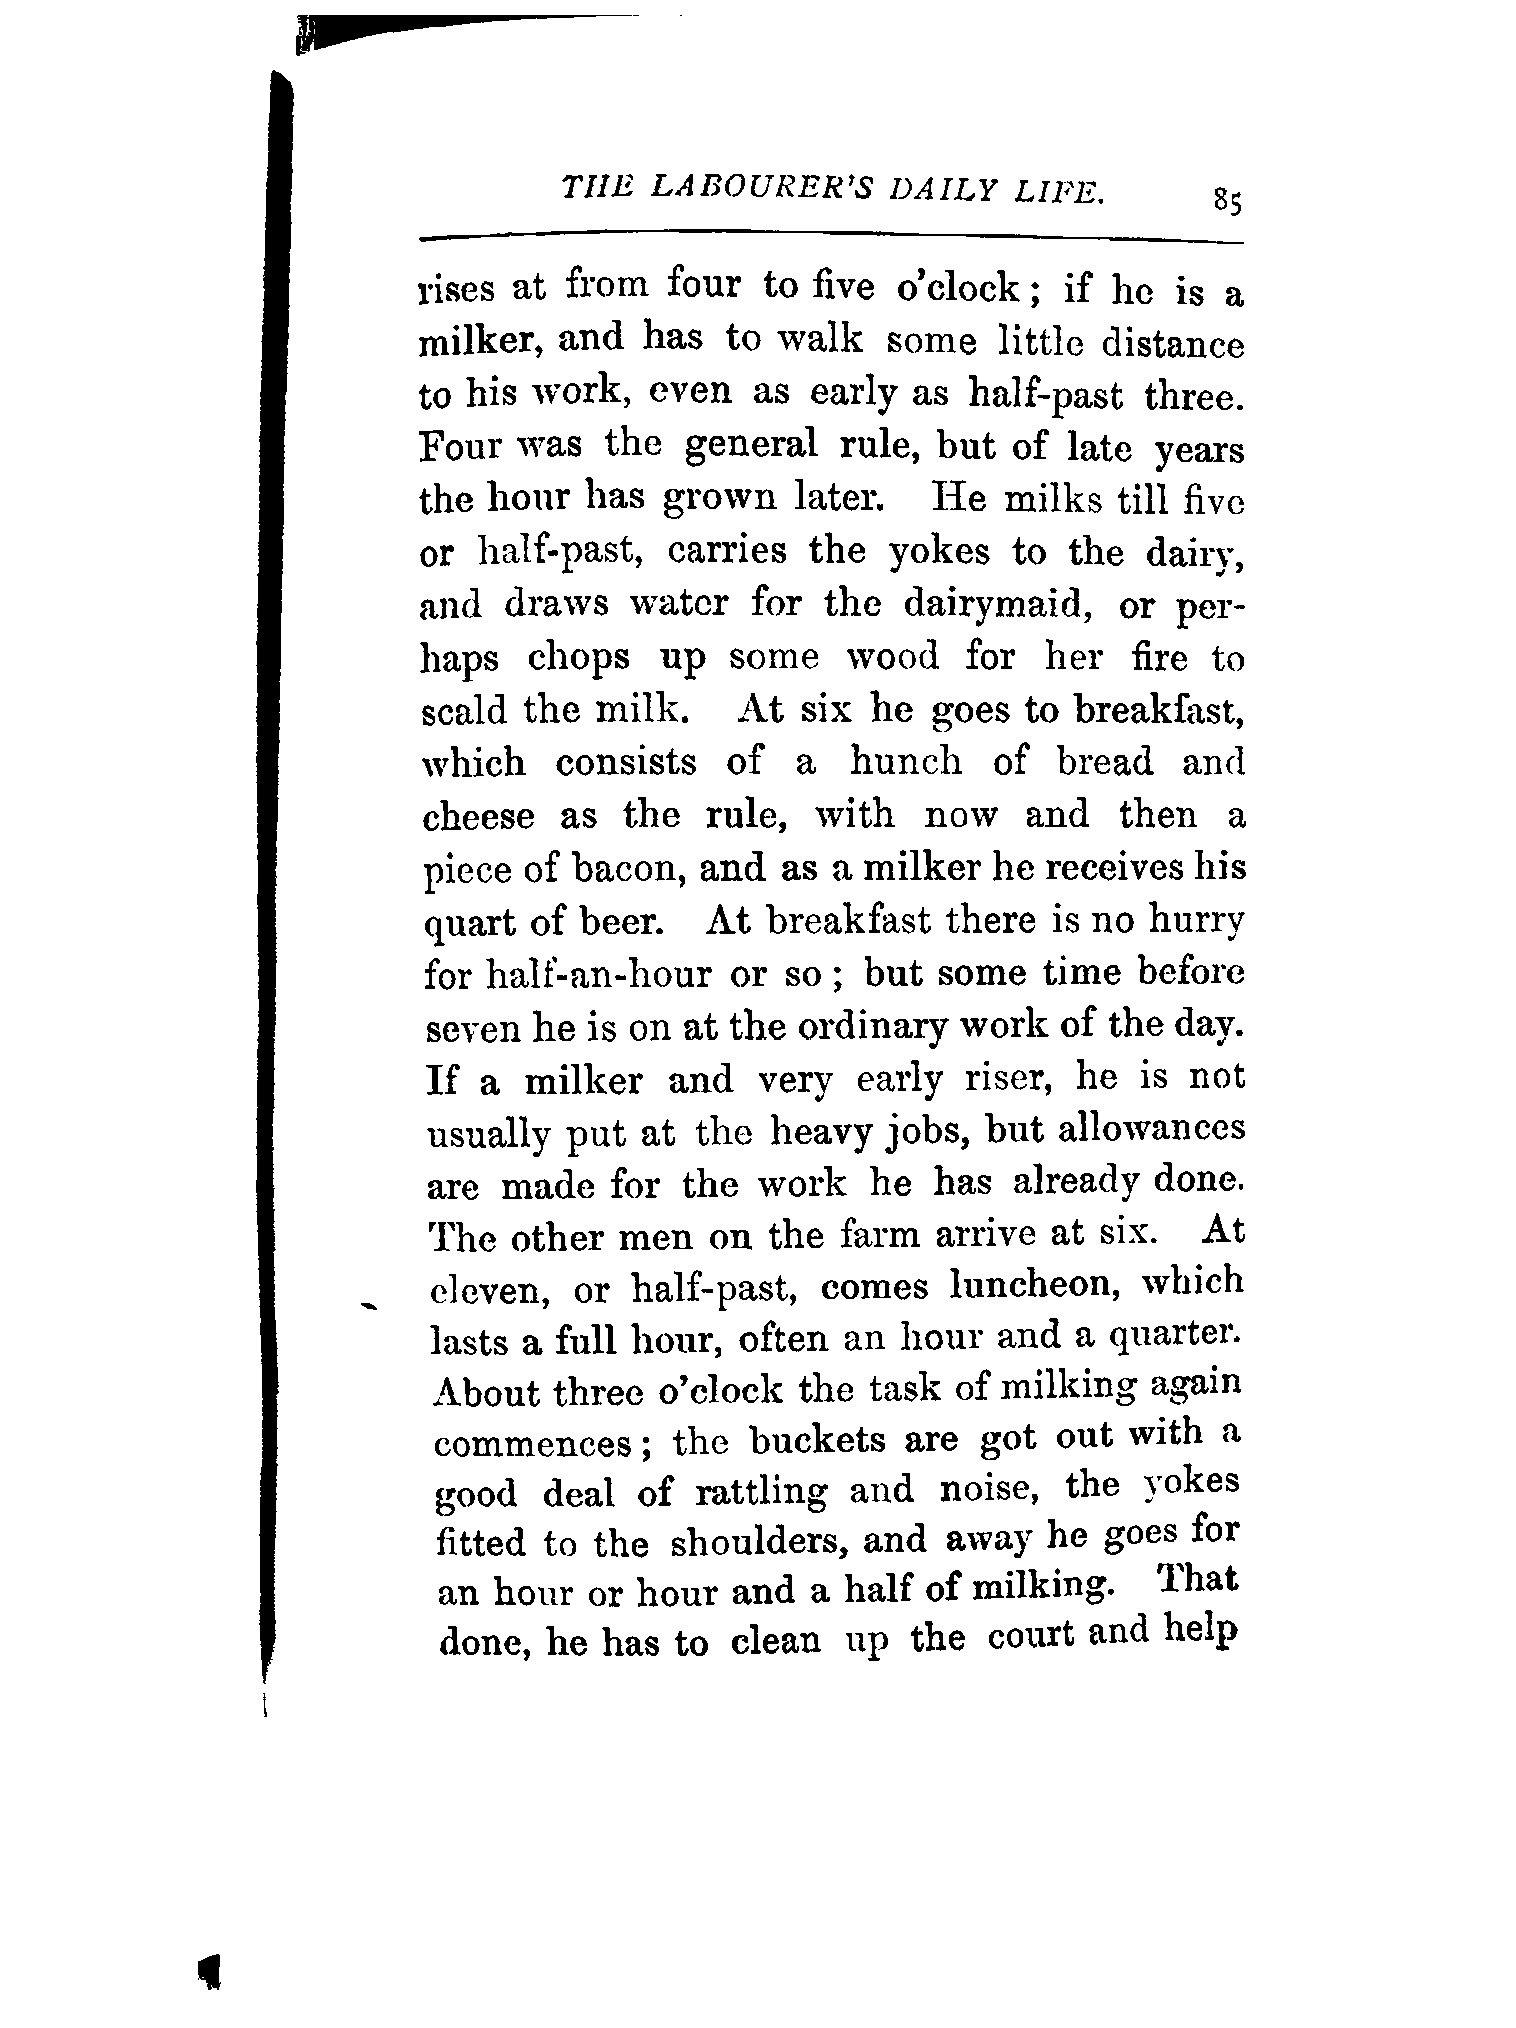 THE LABOURER'S DAILY LIFE. 85
rises at from four to five o'clock; if he is a
milker, and has to walk some little distance
to his work, even as early as half-past three.
Four was the general rule, but of late years
the hour has grown later. He milks till five
or half-past, carries the yokes to the dairy,
and draws water for the dairymaid, or per-
haps chops up some wood for her fire to
scald the milk. At six he goes to breakfast,
which consists of a hunch of bread and
cheese as the rule, with now and then a
piece of bacon, and as a milker he receives his
quart of beer. At breakfast there is no hurry
for half-an-hour or so; but some time before
seven he is on at the ordinary work of the day.
If a milker and very early riser, he is not
usually put at the heavy jobs, but allowances
are made for the work he has already done.
The other men on the farm arrive at six. At
eleven, or half-past, comes luncheon, which
lasts a full hour, often an hour and a quarter.
About three o'clock the task of milking again
commences; the buckets are got out with a
good deal of rattling and noise, the yokes
fitted to the shoulders, and away he goes for
an hour or hour and a half of milking. That
done, he has to clean up the court and help